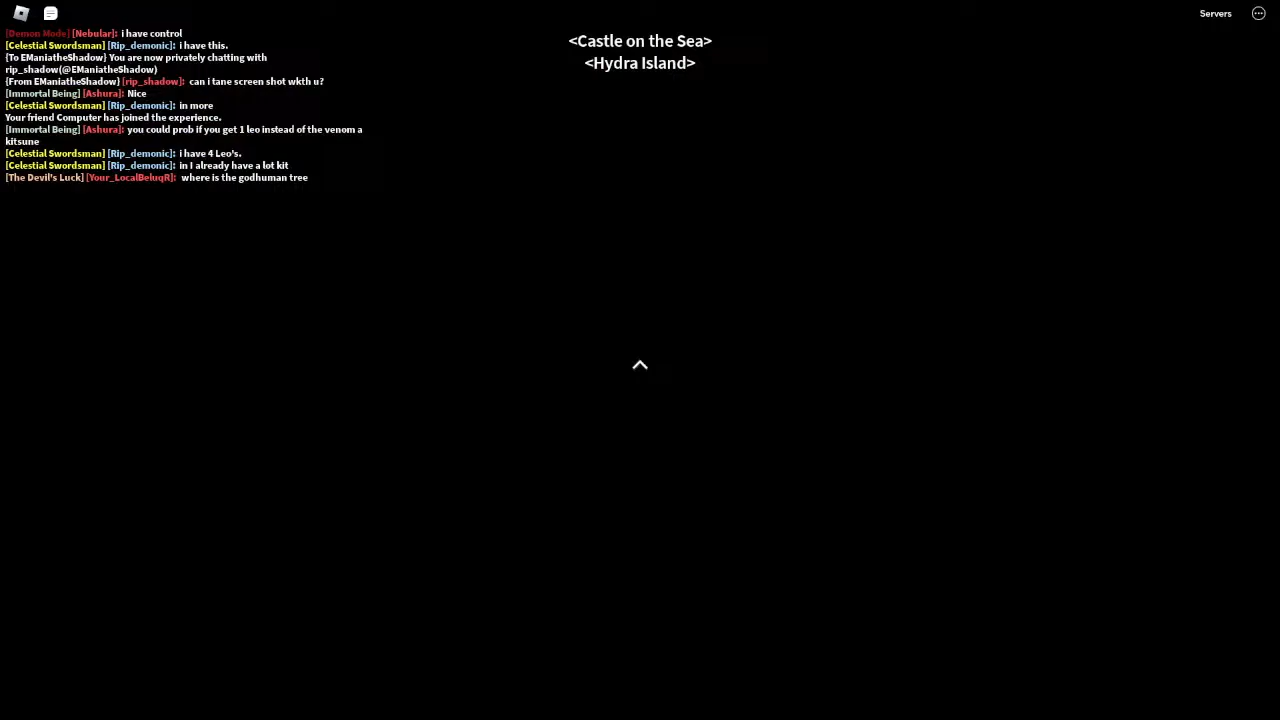 Servers
[Demon Mode] [Nebular]: i have control
[Celestial Swordsman] [Rip_demonic]: i have this.
{To EManiatheShadow} You are now privately chatting with
rip_shadow(@EManiatheShadow)
{From EManiatheShadow} [rip_shadow]: can i tane screen shot wkth u?
[Immortal Being] [Ashura]: Nice
[Celestial Swordsman] [Rip_demonic]: in more
Your friend Computer has joined the experience.
[Immortal Being] [Ashura]: you could prob if you get 1 leo instead of the venom a
kitsune
[Celestial Swordsman] [Rip_demonic]: i have 4 Leo's.
[Celestial Swordsman] [Rip_demonic]: in I already have a lot kit
[The Devil's Luck] [Your_LocalBeluqR]: where is the godhuman tree
<Castle on the Sea>
<Hydra Island>